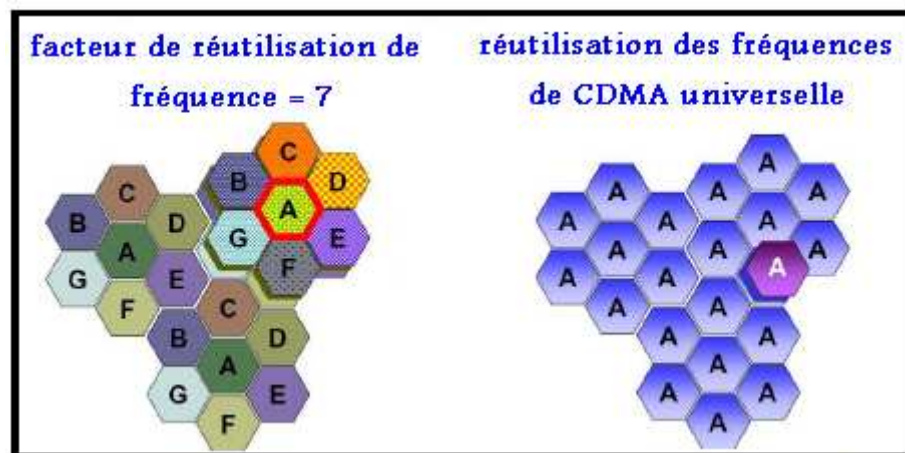 facteur de réutilisation de
fréquence = 7
C
B D
C
A
B D
G E
A
F
G E
F C
B D
A
G E
F
réutilisation des fréquences
de CDMA universelle
A
A A
A
A
A A
A A
A
A
A A
A A
A A
A
A A
A